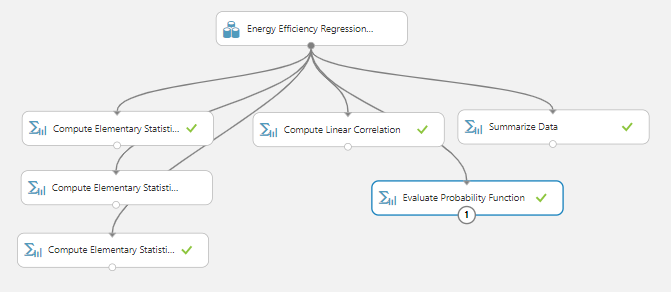 Energy Efficiency Regression...
Compute Elementary Statisti...
Compute Linear Correlation
Summarize Data
Compute Elementary Statisti...
Evaluate Probability Function
1
Compute Elementary Statisti...